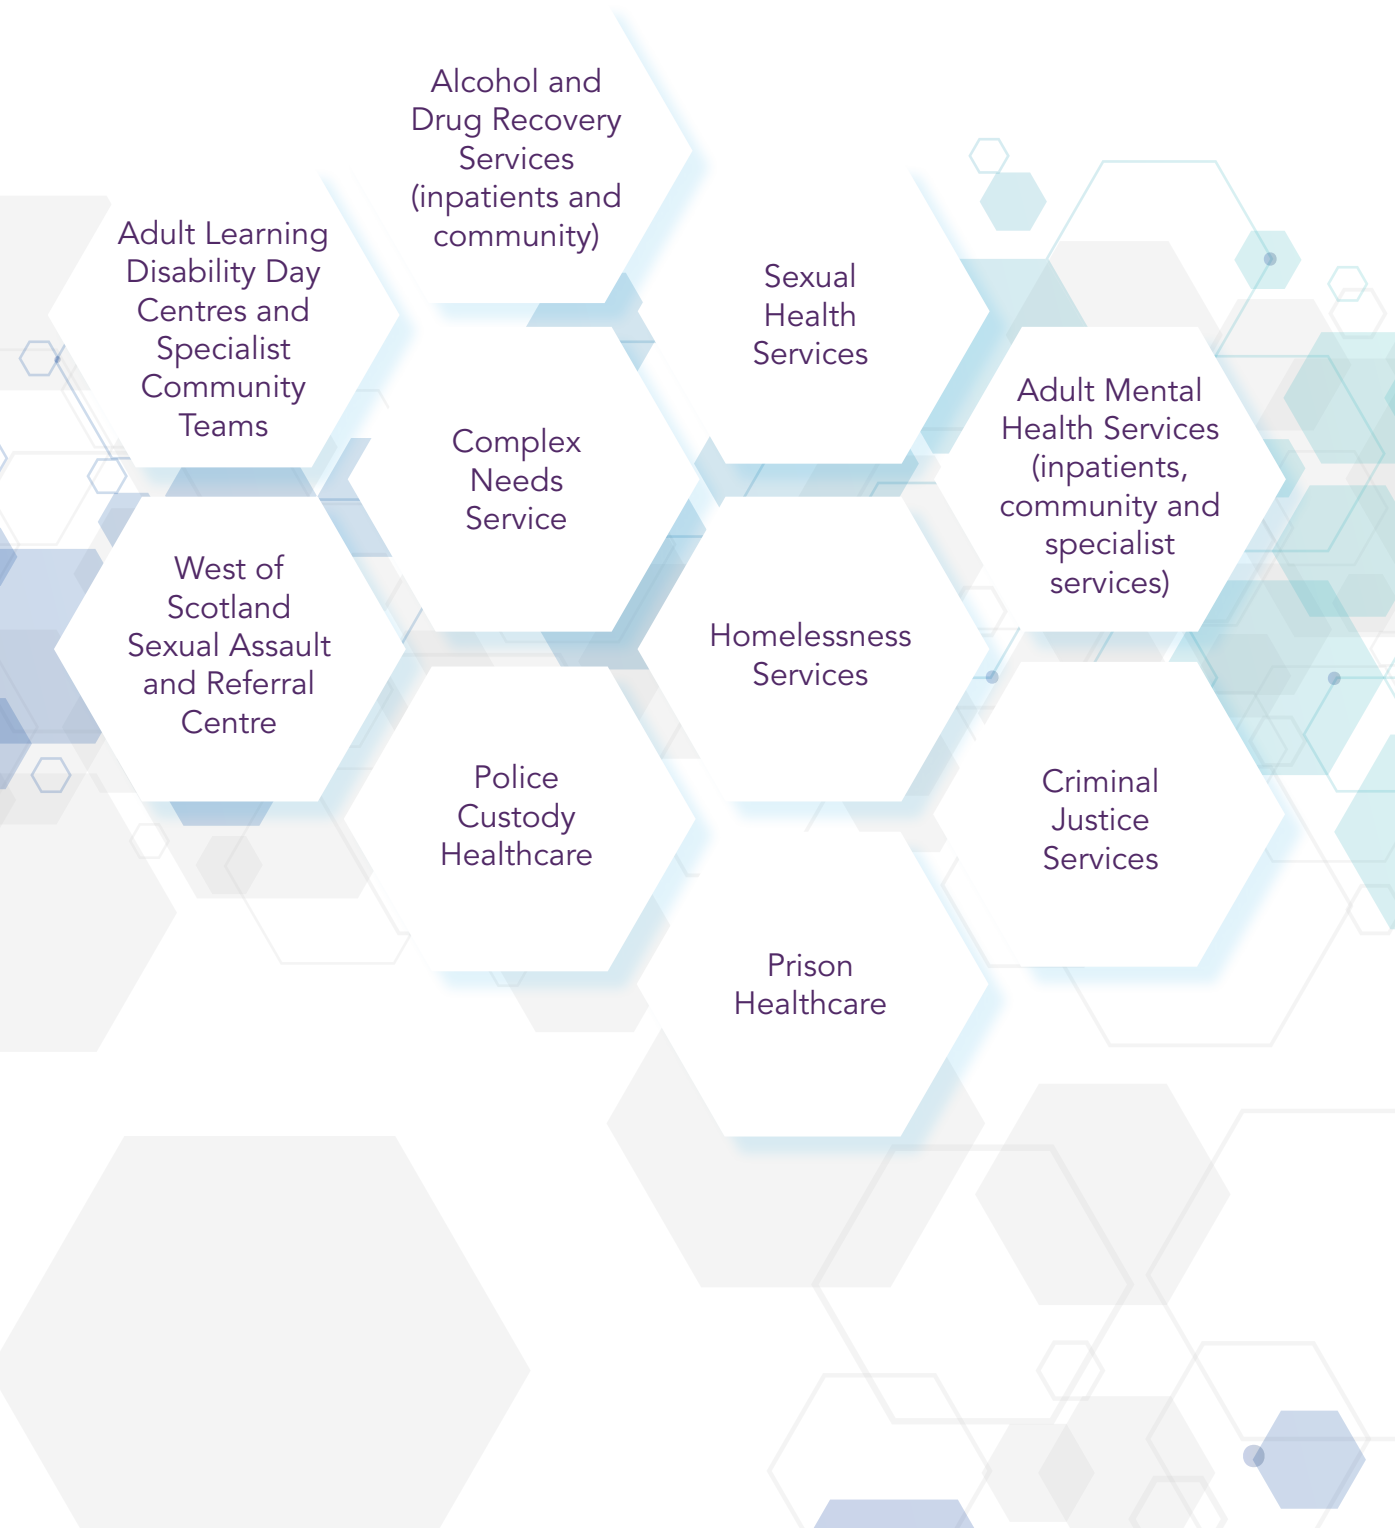 Alcohol and
Drug Recovery
Services
(inpatients and
community)
Adult Learning
Disability Day
Centres and
Specialist
Community
Teams
Sexual
Health
Services
Adult Mental
Health Services
(inpatients,
community and
specialist
services)
Complex
Needs
Service
West of
Scotland
Sexual Assault
and Referral
Centre
Homelessness
Services
Police
Custody
Healthcare
Criminal
Justice
Services
Prison
Healthcare